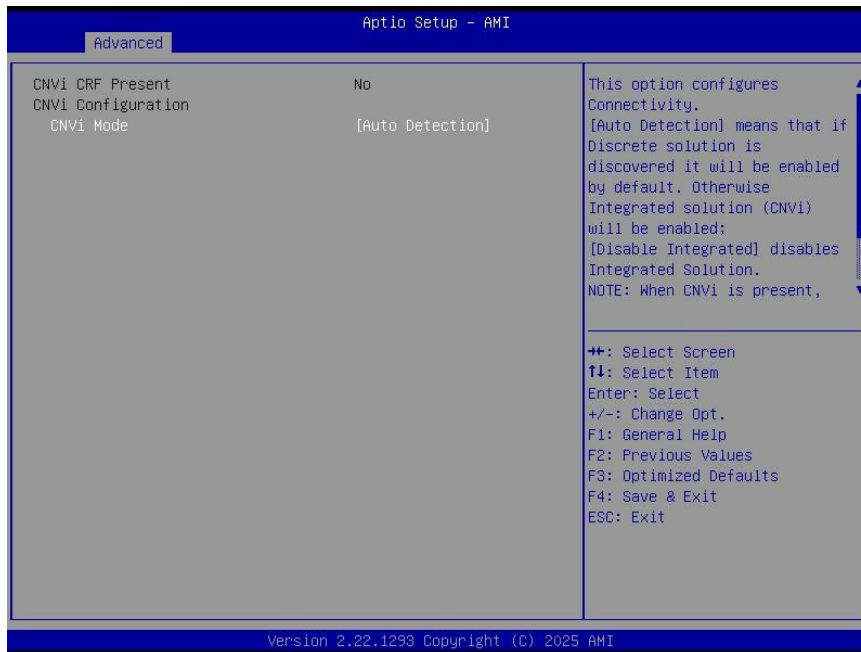 Aptio Setup - AMI
Advanced
CNVi CRF Present No
CNVi Configuration
CNVi Mode [Auto Detection]
This option configures
Connectivity.
[Auto Detection] means that if
Discrete solution is
discovered it will be enabled
by default. Otherwise
Integrated solution (CNVi)
will be enabled;
[Disable Integrated] disables
Integrated Solution.
NOTE: When CNVi is present,
→←: Select Screen
↑↓: Select Item
Enter: Select
+/-: Change Opt.
F1: General Help
F2: Previous Values
F3: Optimized Defaults
F4: Save & Exit
ESC: Exit
Version 2.22.1293 Copyright (C) 2025 AMI